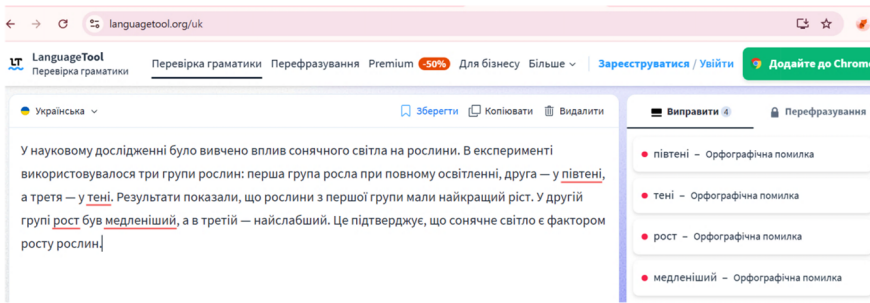 languagetool.org/uk
LanguageTool
Перевірка граматики
Перевірка граматики Перефразування Premium -50% Для бізнесу Більше Зареєструватися / Увійти Додайте до Chrome
Українська Зберегти Копіювати Видалити
Виправити 4 Перефразування
У науковому дослідженні було вивчено вплив сонячного світла на рослини. В експерименті
використовувалося три групи рослин: перша група росла при повному освітленні, друга — у півтені,
а третя — у тені. Результати показали, що рослини з першої групи мали найкращий ріст. У другій
групі рост був медленіший, а в третій — найслабший. Це підтверджує, що сонячне світло є фактором
росту рослин.
півтені – Орфографічна помилка
тені – Орфографічна помилка
рост – Орфографічна помилка
медленіший – Орфографічна помилка